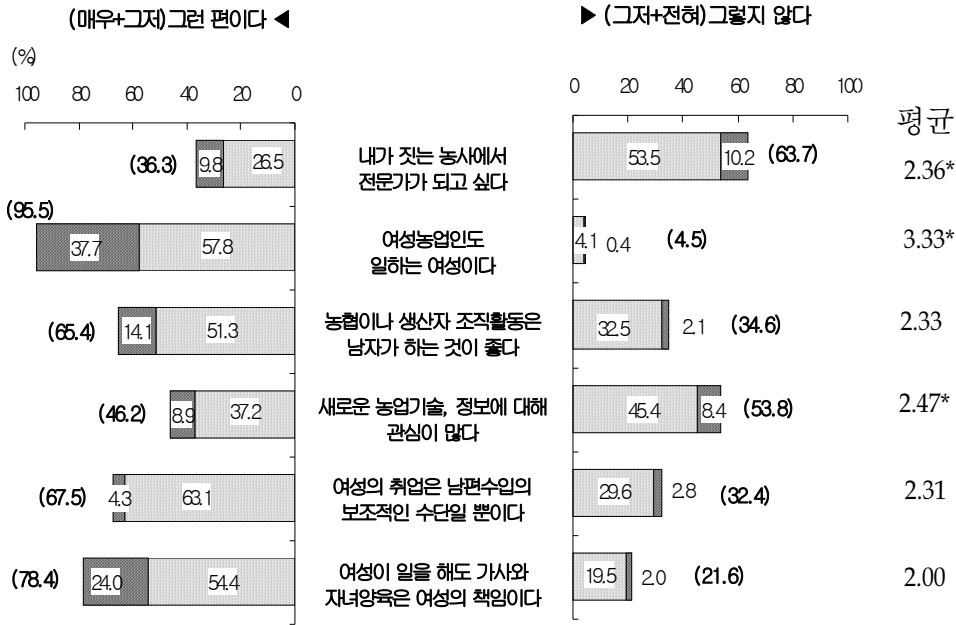 (매우+그저)그런 편이다 ◀
▶ (그저+전혀)그렇지 않다
(%)
100 80 60 40 20 0
0 20 40 60 80 100
평균
(36.3) 9.8 26.5
내가 짓는 농사에서
전문가가 되고 싶다
53.5 10.2 (63.7)
2.36*
(95.5)
37.7 57.8
여성농업인도
일하는 여성이다
4.1 0.4 (4.5)
3.33*
(65.4) 14.1 51.3
농협이나 생산자 조직활동은
남자가 하는 것이 좋다
32.5 2.1 (34.6)
2.33
(46.2) 8.9 37.2
새로운 농업기술, 정보에 대해
관심이 많다
45.4 8.4 (53.8)
2.47*
(67.5) 4.3 63.1
여성의 취업은 남편수입의
보조적인 수단일 뿐이다
29.6 2.8 (32.4)
2.31
(78.4) 24.0 54.4
여성이 일을 해도 가사와
자녀양육은 여성의 책임이다
19.5 2.0 (21.6)
2.00